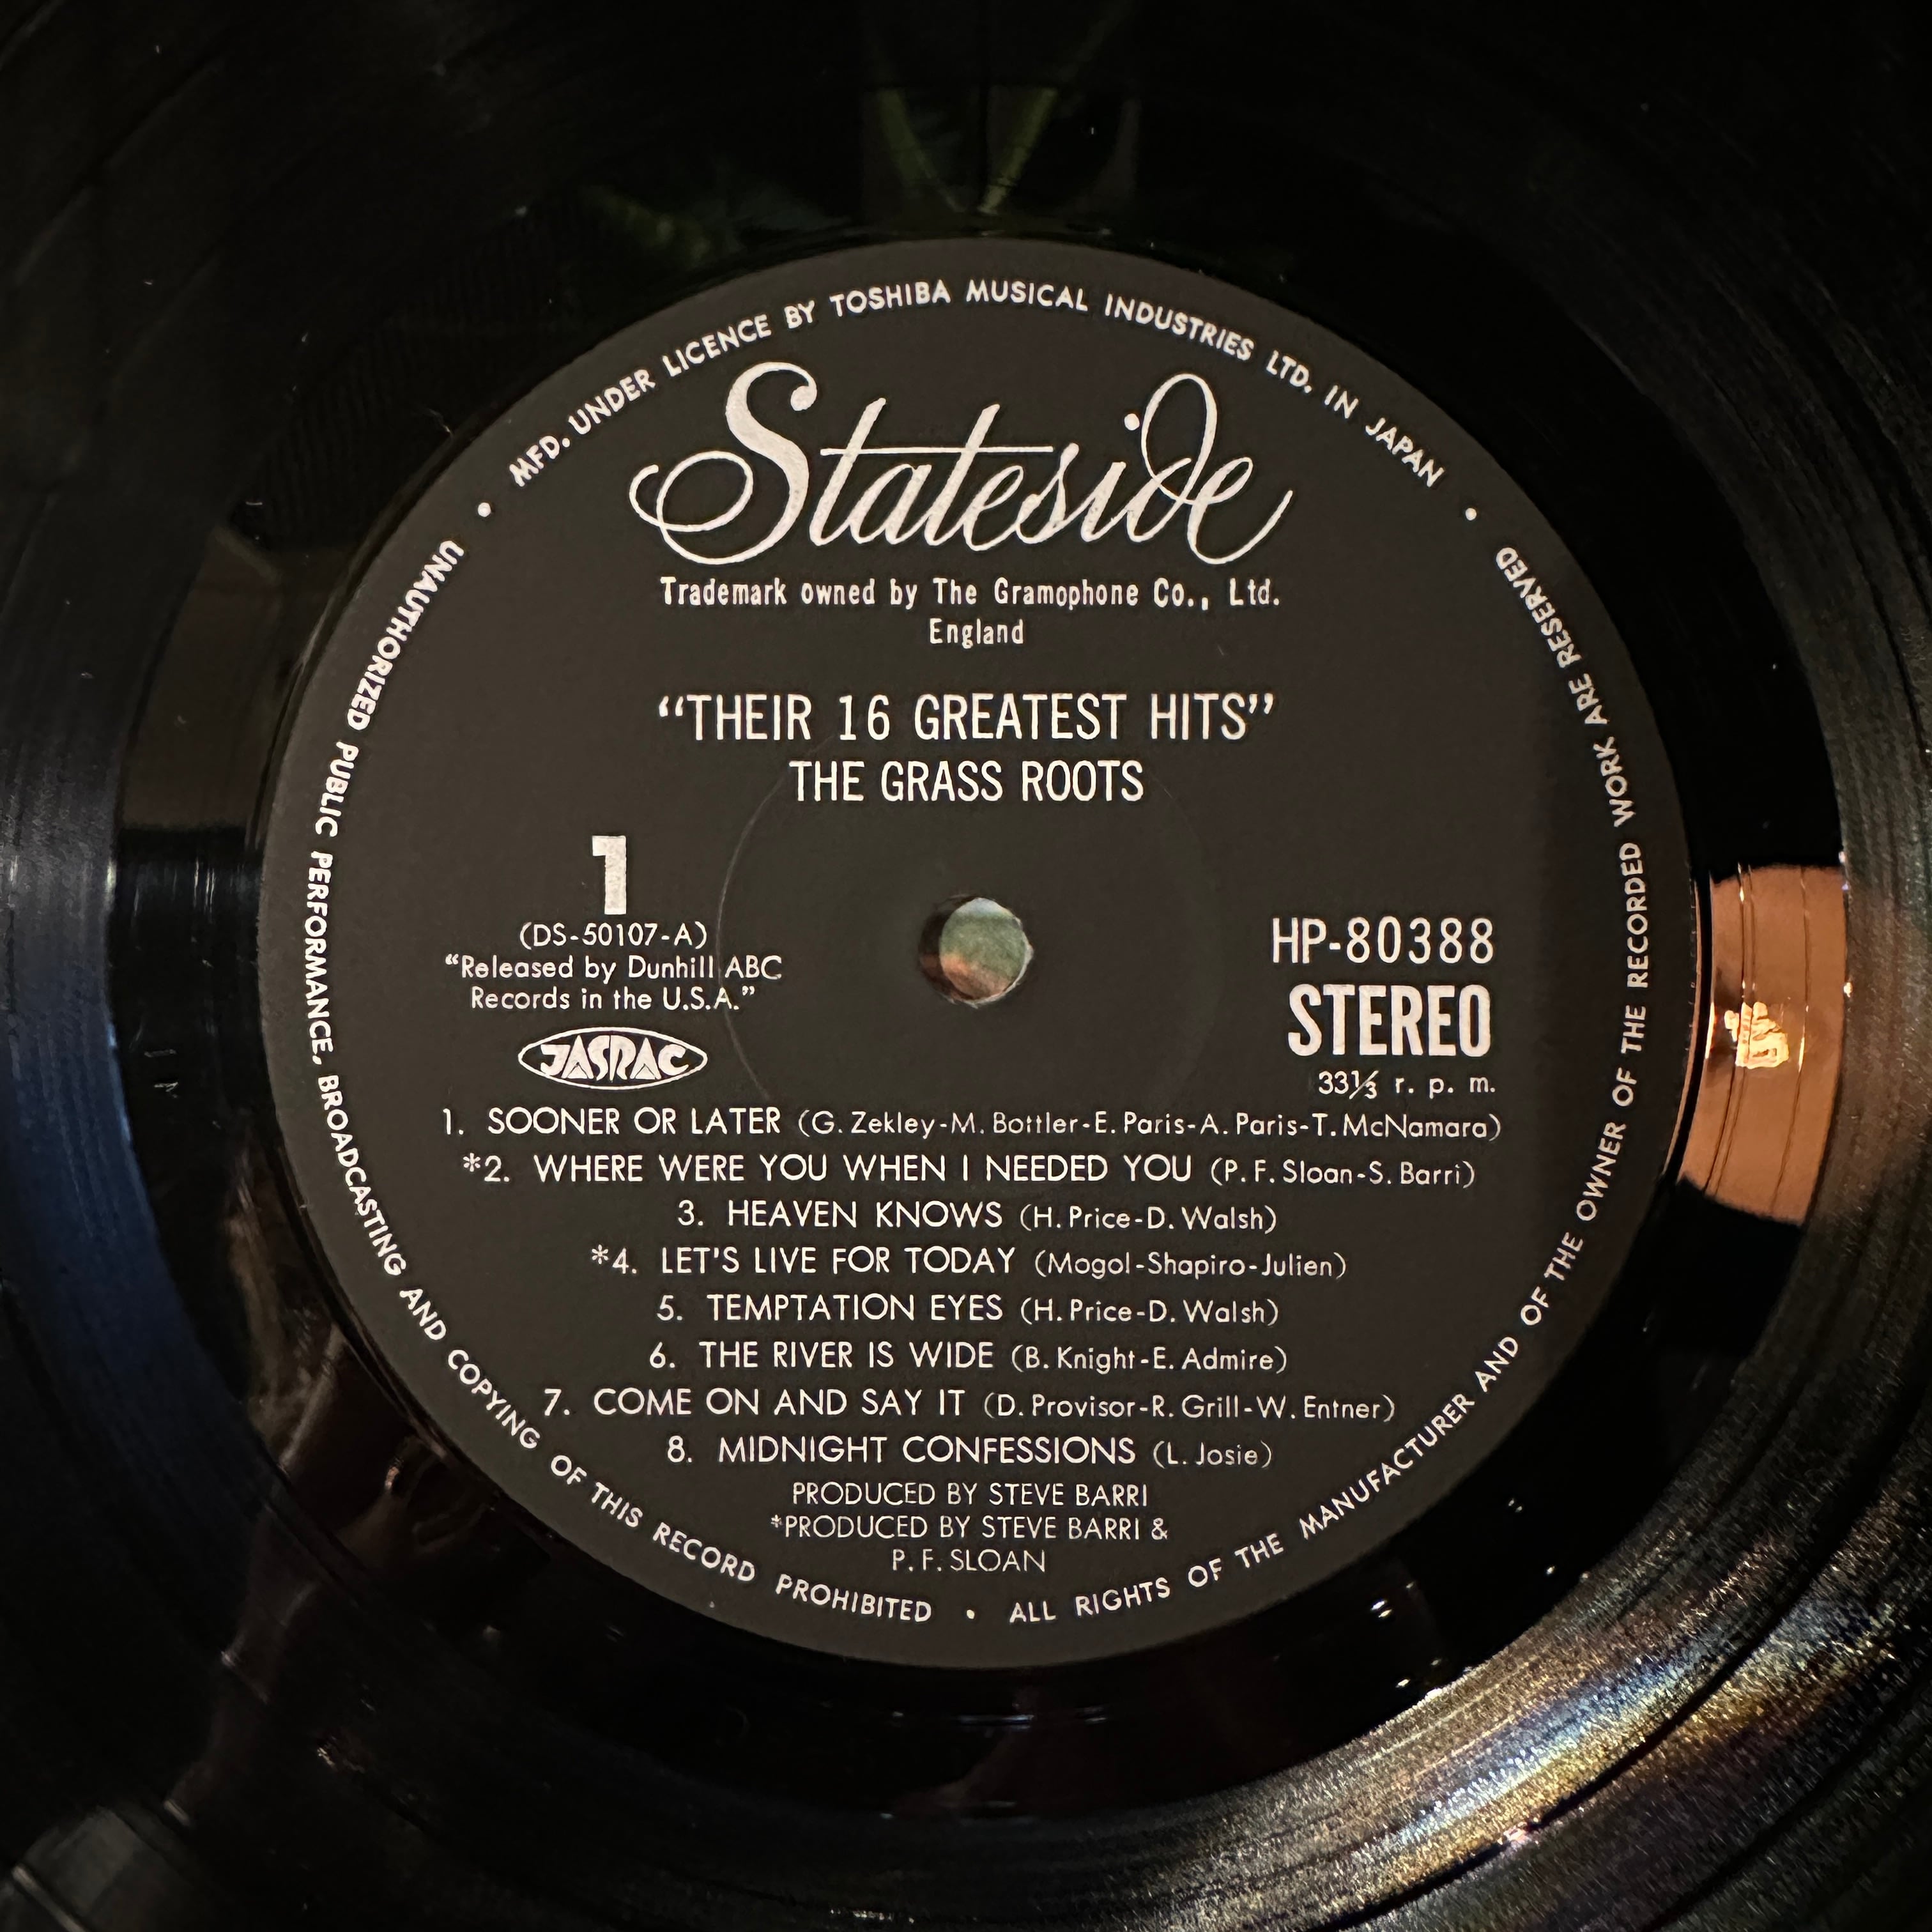 MFD. UNDER LICENCE BY TOSHIBA MUSICAL INDUSTRIES LTD. IN JAPAN
Stateside
Trademark owned by The Gramophone Co., Ltd.
England
“THEIR 16 GREATEST HITS”
THE GRASS ROOTS
1
(DS-50107-A)
“Released by Dunhill ABC
Records in the U.S.A.”
JASRAC
HP-80388
STEREO
33⅓ r. p. m.
1. SOONER OR LATER (G. Zekley-M. Bottler-E. Paris-A. Paris-T. McNamara)
*2. WHERE WERE YOU WHEN I NEEDED YOU (P. F. Sloan-S. Barri)
3. HEAVEN KNOWS (H. Price-D. Walsh)
*4. LET'S LIVE FOR TODAY (Mogol-Shapiro-Julien)
5. TEMPTATION EYES (H. Price-D. Walsh)
6. THE RIVER IS WIDE (B. Knight-E. Admire)
7. COME ON AND SAY IT (D. Provisor-R. Grill-W. Entner)
8. MIDNIGHT CONFESSIONS (L. Josie)
PRODUCED BY STEVE BARRI
*PRODUCED BY STEVE BARRI &
P. F. SLOAN
UNAUTHORIZED PUBLIC PERFORMANCE, BROADCASTING AND COPYING OF THIS RECORD PROHIBITED • ALL RIGHTS OF THE MANUFACTURER AND OF THE OWNER OF THE RECORDED WORK ARE RESERVED